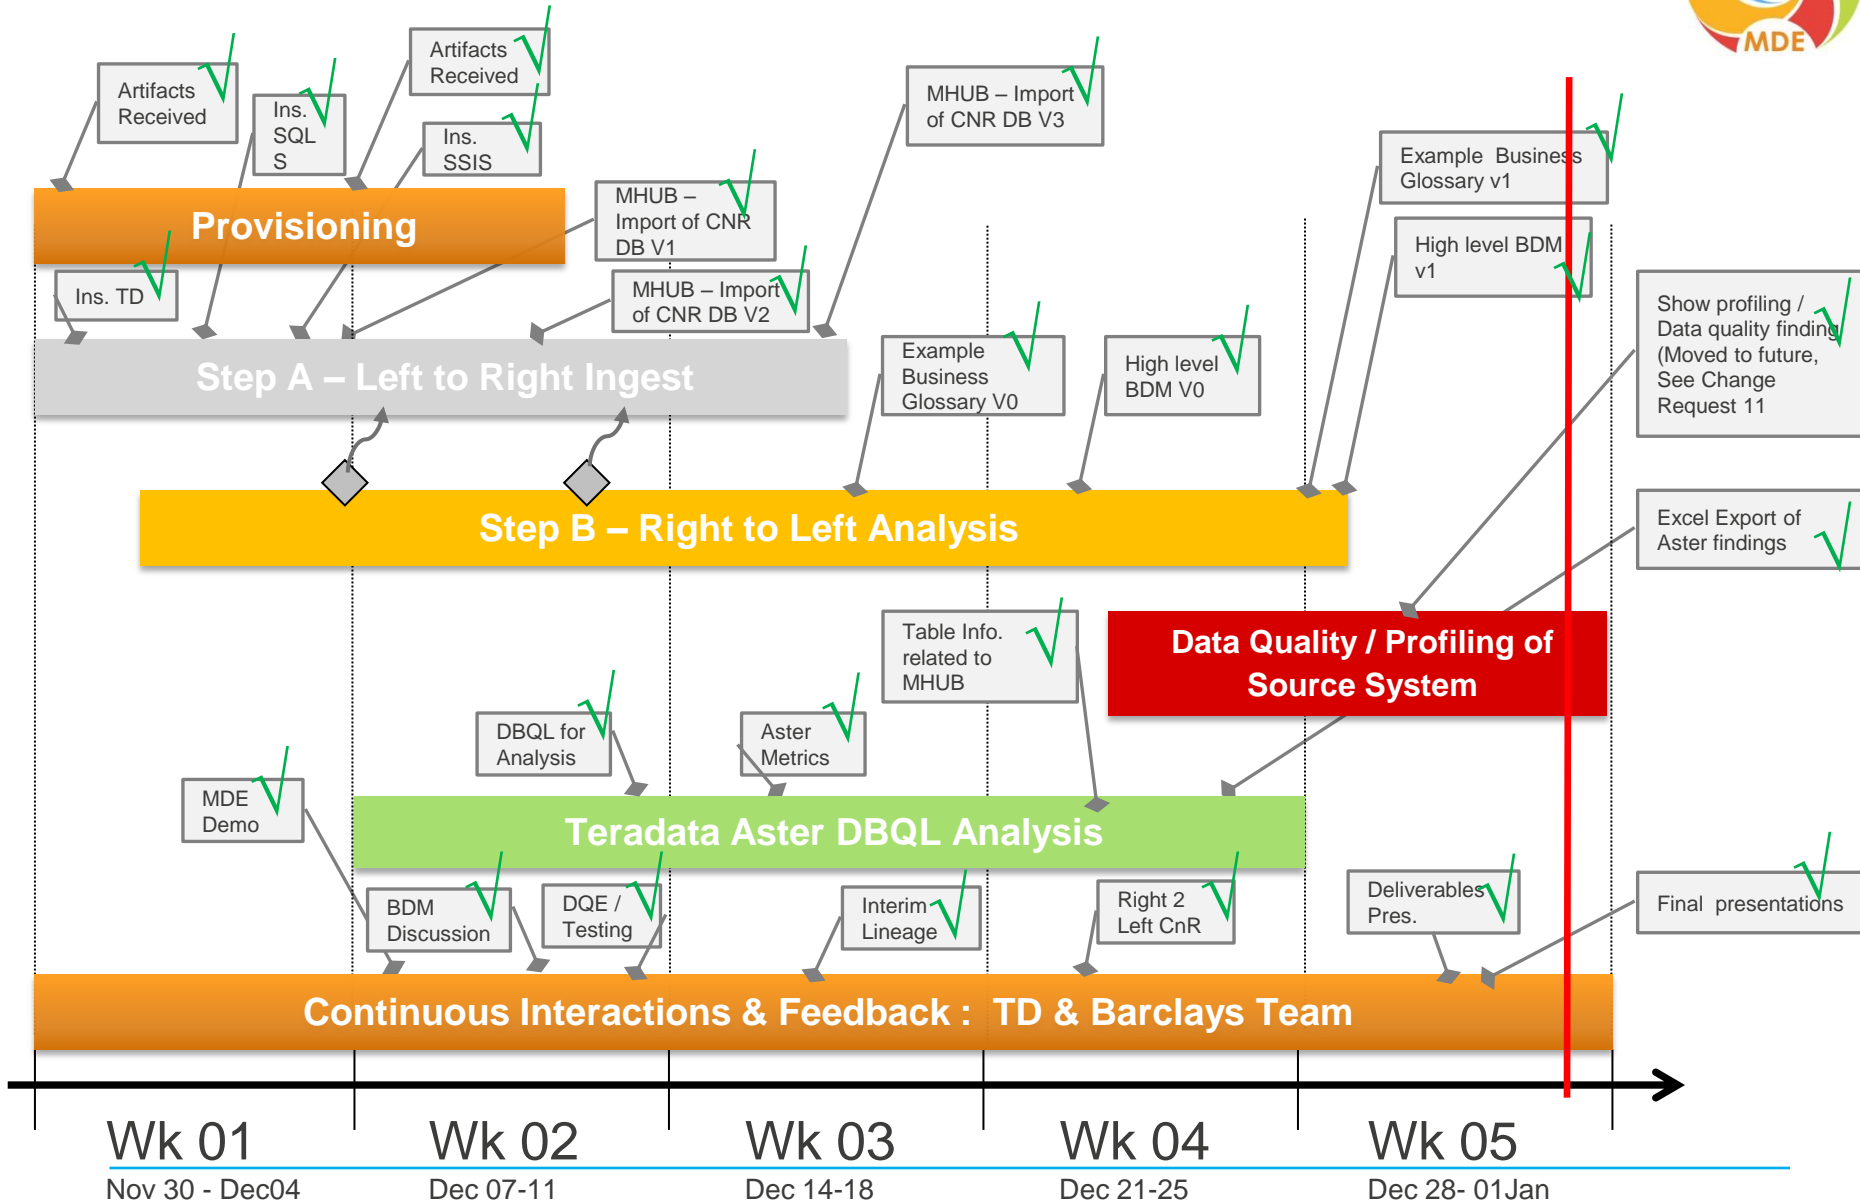 MDE
Artifacts
Received
Artifacts
Received
Ins.
SQL
S
Ins.
SSIS
MHUB – Import
of CNR DB V3
Example Business
Glossary v1
Provisioning
MHUB –
Import of CNR
DB V1
High level BDM
v1
Ins. TD
MHUB – Import
of CNR DB V2
Show profiling /
Data quality finding
(Moved to future,
See Change
Request 11
Step A – Left to Right Ingest
Example
Business
Glossary V0
High level
BDM V0
Step B – Right to Left Analysis
Excel Export of
Aster findings
Table Info.
related to
MHUB
Data Quality / Profiling of
Source System
DBQL for
Analysis
Aster
Metrics
MDE
Demo
Teradata Aster DBQL Analysis
BDM
Discussion
DQE /
Testing
Interim
Lineage
Right 2
Left CnR
Deliverables
Pres.
Final presentations
Continuous Interactions & Feedback : TD & Barclays Team
Wk 01
Wk 02
Wk 03
Wk 04
Wk 05
Nov 30 - Dec04
Dec 07-11
Dec 14-18
Dec 21-25
Dec 28- 01Jan